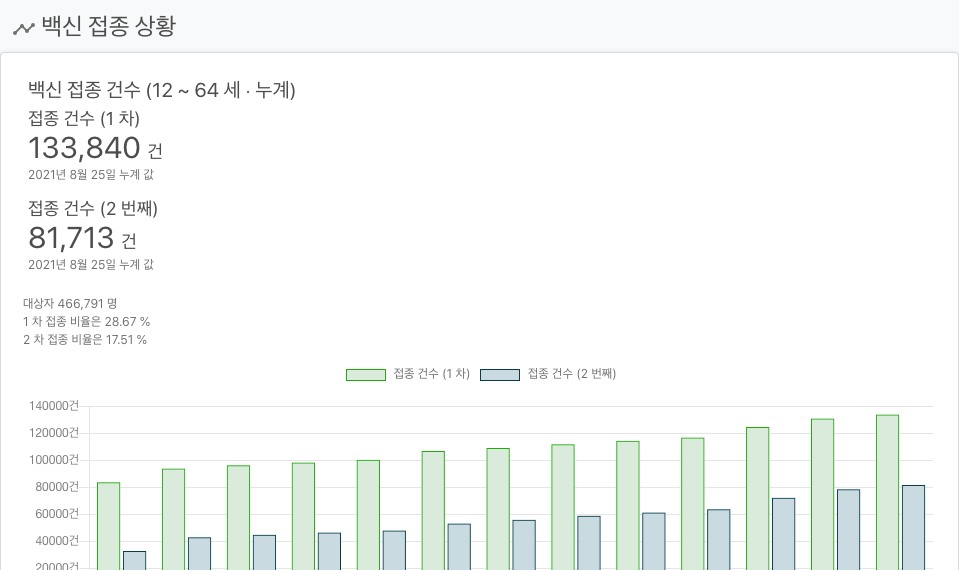 백신 접종 상황
백신 접종 건수 (12 ~ 64 세 · 누계)
접종 건수 (1 차)
133,840 건
2021년 8월 25일 누계 값
접종 건수 (2 번째)
81,713 건
2021년 8월 25일 누계 값
대상자 466,791 명
1 차 접종 비율은 28.67 %
2 차 접종 비율은 17.51 %
접종 건수 (1 차) 접종 건수 (2 번째)
140000건
120000건
100000건
80000건
60000건
40000건
20000건